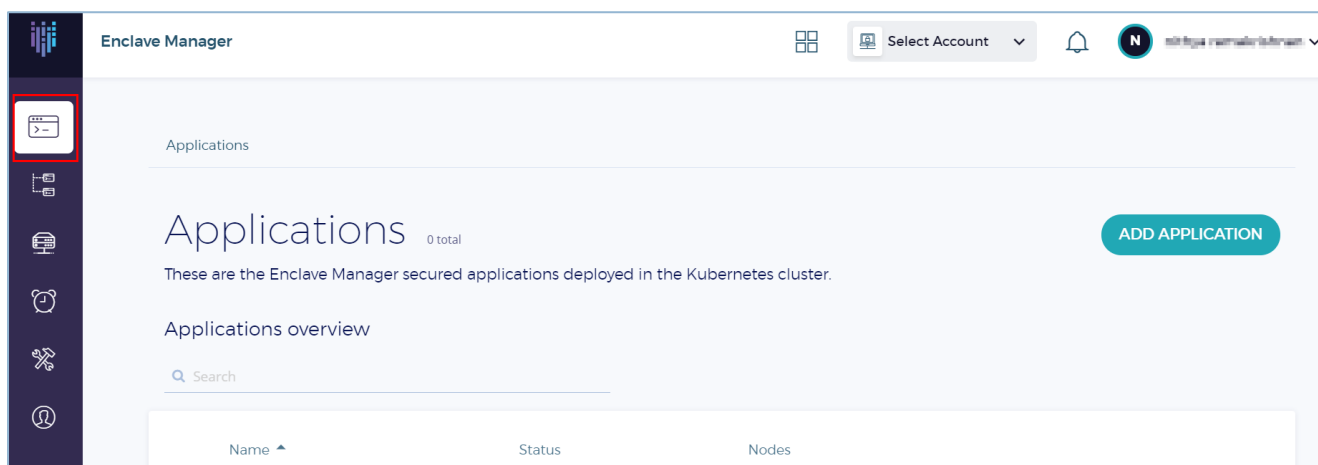 Enclave Manager
Select Account
N
Applications
Applications 0 total
ADD APPLICATION
These are the Enclave Manager secured applications deployed in the Kubernetes cluster.
Applications overview
Search
Name Status Nodes